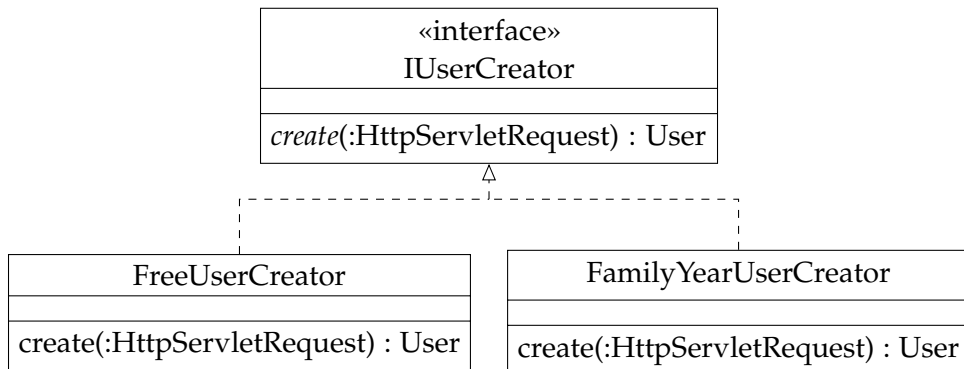 «interface»
IUserCreator
create(:HttpServletRequest) : User
FreeUserCreator
create(:HttpServletRequest) : User
FamilyYearUserCreator
create(:HttpServletRequest) : User